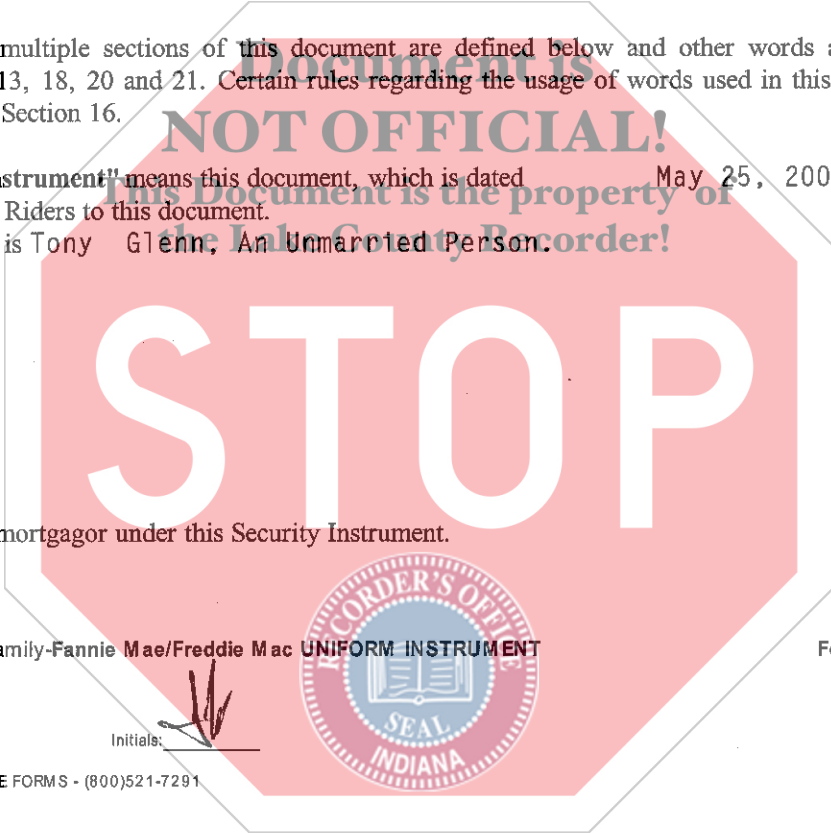 multiple sections of this document are defined below and other words
Document is
13, 18, 20 and 21. Certain rules regarding the usage of words used in this
Section 16.
NOT OFFICIAL!
strument" means this document, which is dated May 25, 200
This Document is the property of
Riders to this document.
is Tony Glenn, An Unmarried Person.
the Lake County Recorder!
STOP
mortgagor under this Security Instrument.
RECORDER'S OFFICE
amily-Fannie Mae/Freddie Mac UNIFORM INSTRUMENT
SEAL
Initials:
INDIANA
E FORMS - (800)521-7291